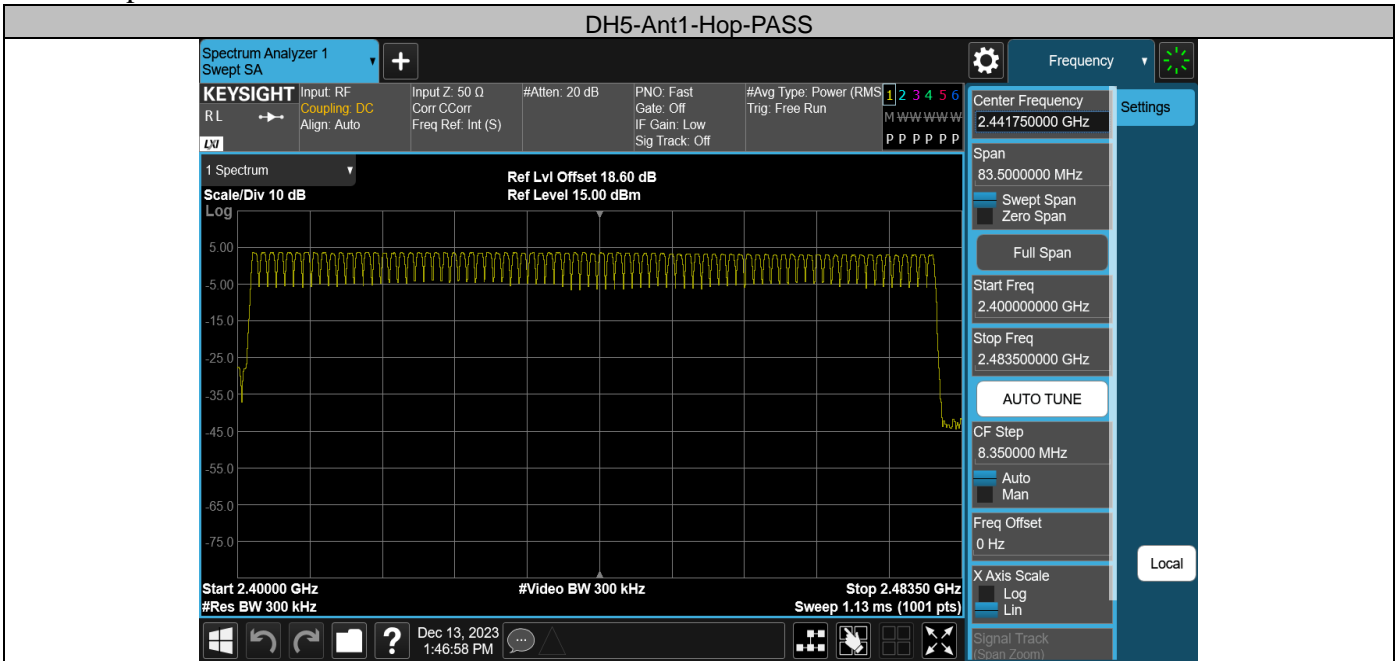 DH5-Ant1-Hop-PASS
Spectrum Analyzer 1
Swept SA
Frequency
KEYSIGHT
RL
LXI
Input: RF
Coupling: DC
Align: Auto
Input Z: 50 Ω
Corr CCorr
Freq Ref: Int (S)
#Atten: 20 dB
PNO: Fast
Gate: Off
IF Gain: Low
Sig Track: Off
#Avg Type: Power (RMS
Trig: Free Run
1 2 3 4 5 6
M W W W W W
P P P P P P
1 Spectrum
Scale/Div 10 dB
Ref Lvl Offset 18.60 dB
Ref Level 15.00 dBm
Log
5.00
-5.00
-15.0
-25.0
-35.0
-45.0
-55.0
-65.0
-75.0
Start 2.40000 GHz
#Res BW 300 kHz
#Video BW 300 kHz
Stop 2.48350 GHz
Sweep 1.13 ms (1001 pts)
Center Frequency
2.441750000 GHz
Settings
Span
83.5000000 MHz
Swept Span
Zero Span
Full Span
Start Freq
2.400000000 GHz
Stop Freq
2.483500000 GHz
AUTO TUNE
CF Step
8.350000 MHz
Auto
Man
Freq Offset
0 Hz
X Axis Scale
Log
Lin
Local
Signal Track
(Span Zoom)
?
Dec 13, 2023
1:46:58 PM